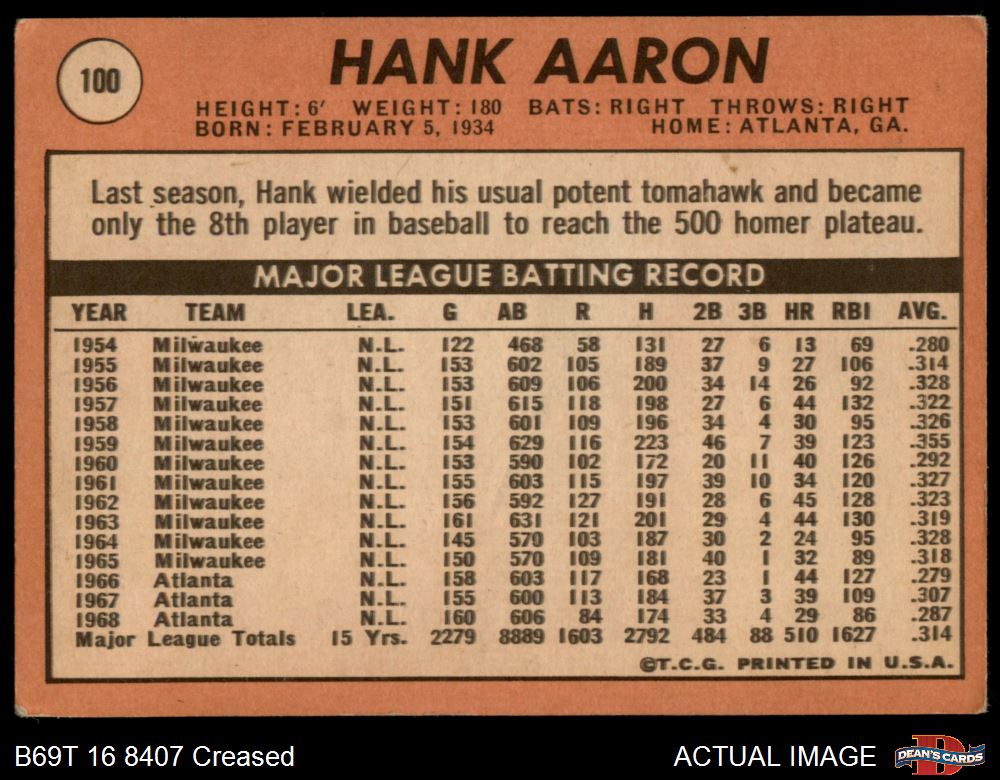 100
HANK AARON
HEIGHT: 6' WEIGHT: 180 BATS: RIGHT THROWS: RIGHT
BORN: FEBRUARY 5, 1934 HOME: ATLANTA, GA.
Last season, Hank wielded his usual potent tomahawk and became
only the 8th player in baseball to reach the 500 homer plateau.
MAJOR LEAGUE BATTING RECORD
YEAR TEAM LEA. G AB R H 2B 3B HR RBI AVG.
1954 Milwaukee N.L. 122 468 58 131 27 6 13 69 .280
1955 Milwaukee N.L. 153 602 105 189 37 9 27 106 .314
1956 Milwaukee N.L. 153 609 106 200 34 14 26 92 .328
1957 Milwaukee N.L. 151 615 118 198 27 6 44 132 .322
1958 Milwaukee N.L. 153 601 109 196 34 4 30 95 .326
1959 Milwaukee N.L. 154 629 116 223 46 7 39 123 .355
1960 Milwaukee N.L. 153 590 102 172 20 11 40 126 .292
1961 Milwaukee N.L. 155 603 115 197 39 10 34 120 .327
1962 Milwaukee N.L. 156 592 127 191 28 6 45 128 .323
1963 Milwaukee N.L. 161 631 121 201 29 4 44 130 .319
1964 Milwaukee N.L. 145 570 103 187 30 2 24 95 .328
1965 Milwaukee N.L. 150 570 109 181 40 1 32 89 .318
1966 Atlanta N.L. 158 603 117 168 23 1 44 127 .279
1967 Atlanta N.L. 155 600 113 184 37 3 39 109 .307
1968 Atlanta N.L. 160 606 84 174 33 4 29 86 .287
Major League Totals 15 Yrs. 2279 8889 1603 2792 484 88 510 1627 .314
©T.C.G. PRINTED IN U.S.A.
B69T 16 8407 Creased ACTUAL IMAGE DEAN'S CARDS